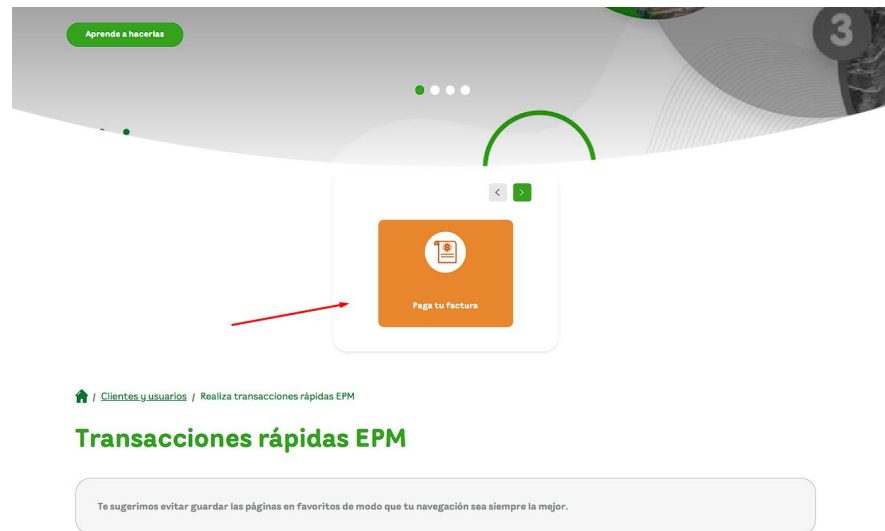 Aprende a hacerlas
3
Paga tu factura
/ Clientes y usuarios / Realiza transacciones rápidas EPM
Transacciones rápidas EPM
Te sugerimos evitar guardar las páginas en favoritos de modo que tu navegación sea siempre la mejor.